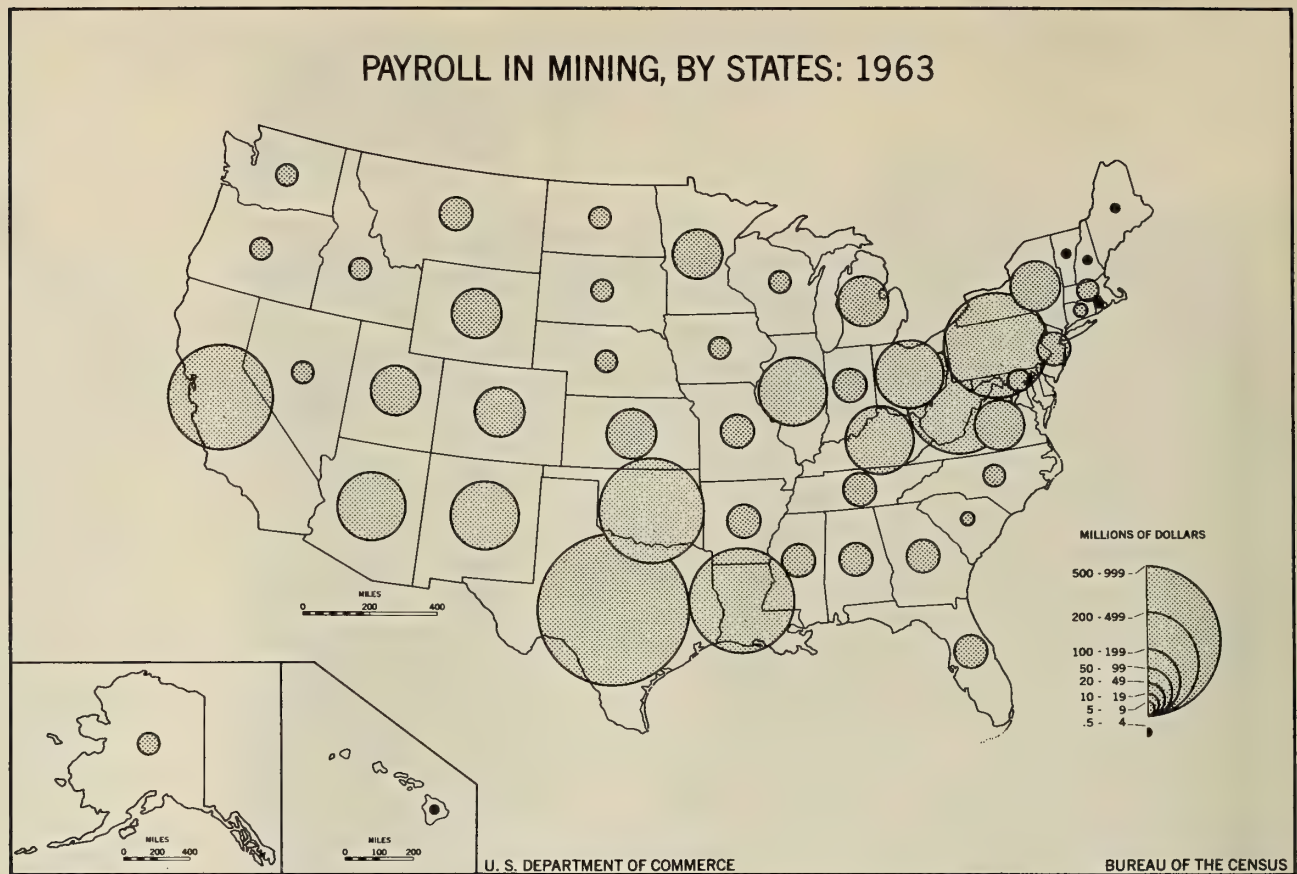 PAYROLL IN MINING, BY STATES: 1963
MILLIONS OF DOLLARS
500 - 999
200 - 499
100 - 199
50 - 99
20 - 49
10 - 19
5 - 9
.5 - 4
MILES
0 200 400
MILES
0 200 400
MILES
0 100 200
U. S. DEPARTMENT OF COMMERCE
BUREAU OF THE CENSUS